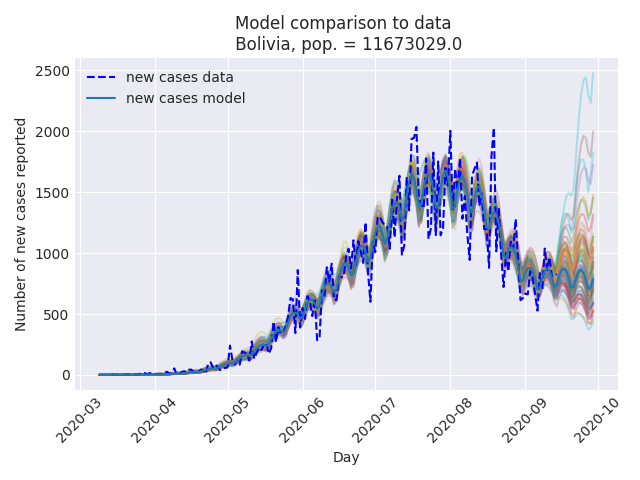 Model comparison to data
Bolivia, pop. = 11673029.0
new cases data
new cases model
Number of new cases reported
2500
2000
1500
1000
500
0
2020-03
2020-04
2020-05
2020-06
2020-07
2020-08
2020-09
2020-10
Day